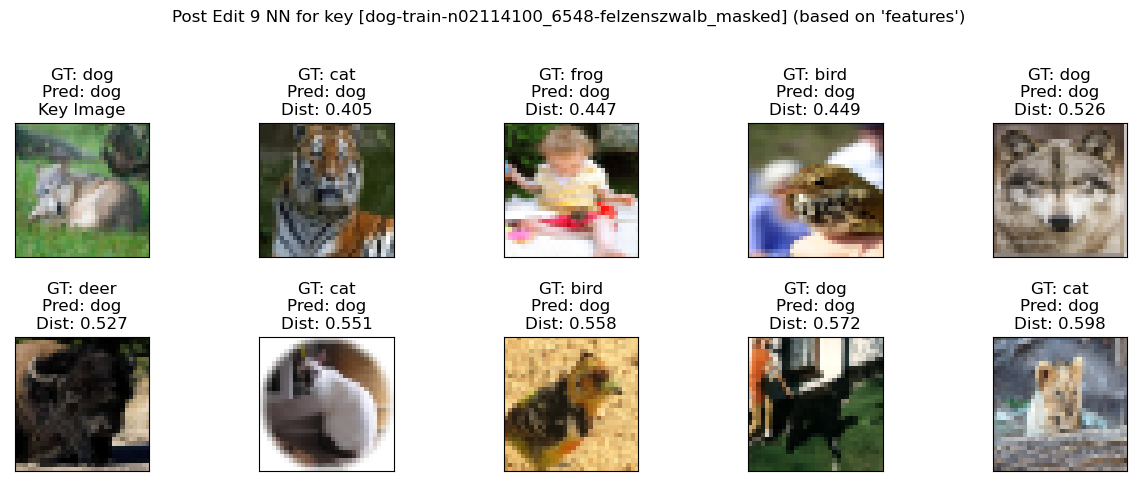 Post Edit 9 NN for key [dog-train-n02114100_6548-felzenszwalb_masked] (based on 'features')
GT: dog
Pred: dog
Key Image
GT: cat
Pred: dog
Dist: 0.405
GT: frog
Pred: dog
Dist: 0.447
GT: bird
Pred: dog
Dist: 0.449
GT: dog
Pred: dog
Dist: 0.526
GT: deer
Pred: dog
Dist: 0.527
GT: cat
Pred: dog
Dist: 0.551
GT: bird
Pred: dog
Dist: 0.558
GT: dog
Pred: dog
Dist: 0.572
GT: cat
Pred: dog
Dist: 0.598